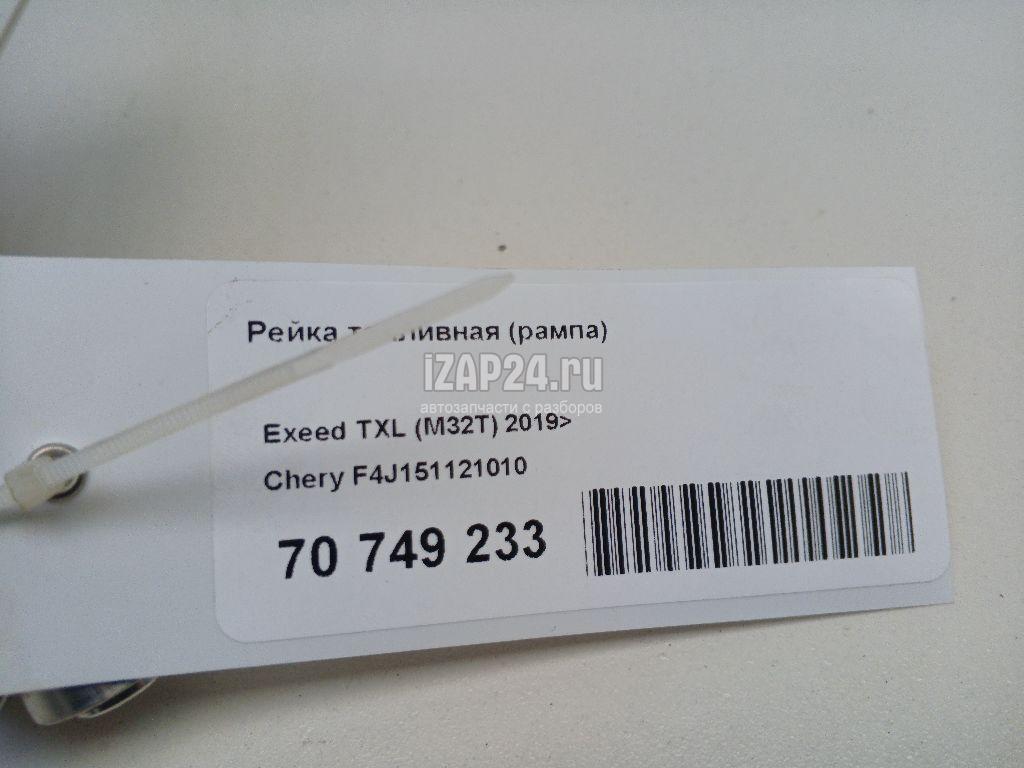 Рейка (рампа)
iZAP24.ru
автозапчасти с разборов
Exeed TXL (M32T) 2019>
Chery F4J151121010
70 749 233